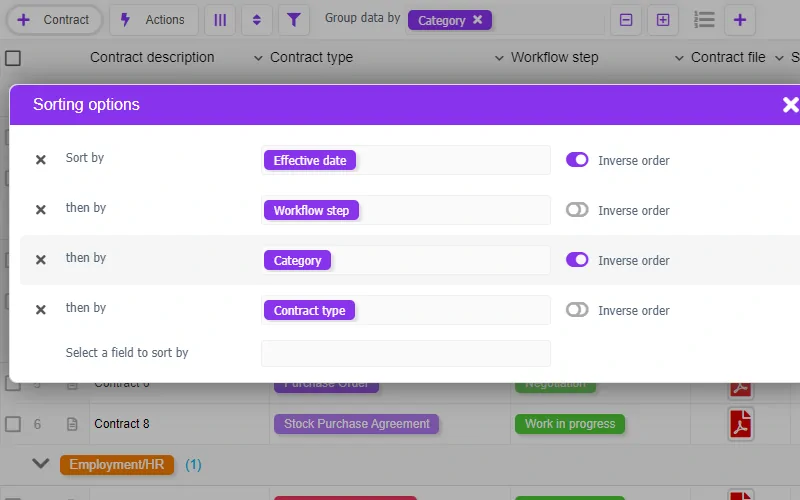 Contract Actions Group data by Category
Contract description Contract type Workflow step Contract file S
Sorting options
Sort by Effective date Inverse order
then by Workflow step Inverse order
then by Category Inverse order
then by Contract type Inverse order
Select a field to sort by
5 Contract 6 Purchase Order Negotiation
6 Contract 8 Stock Purchase Agreement Work in progress
Employment/HR (1)